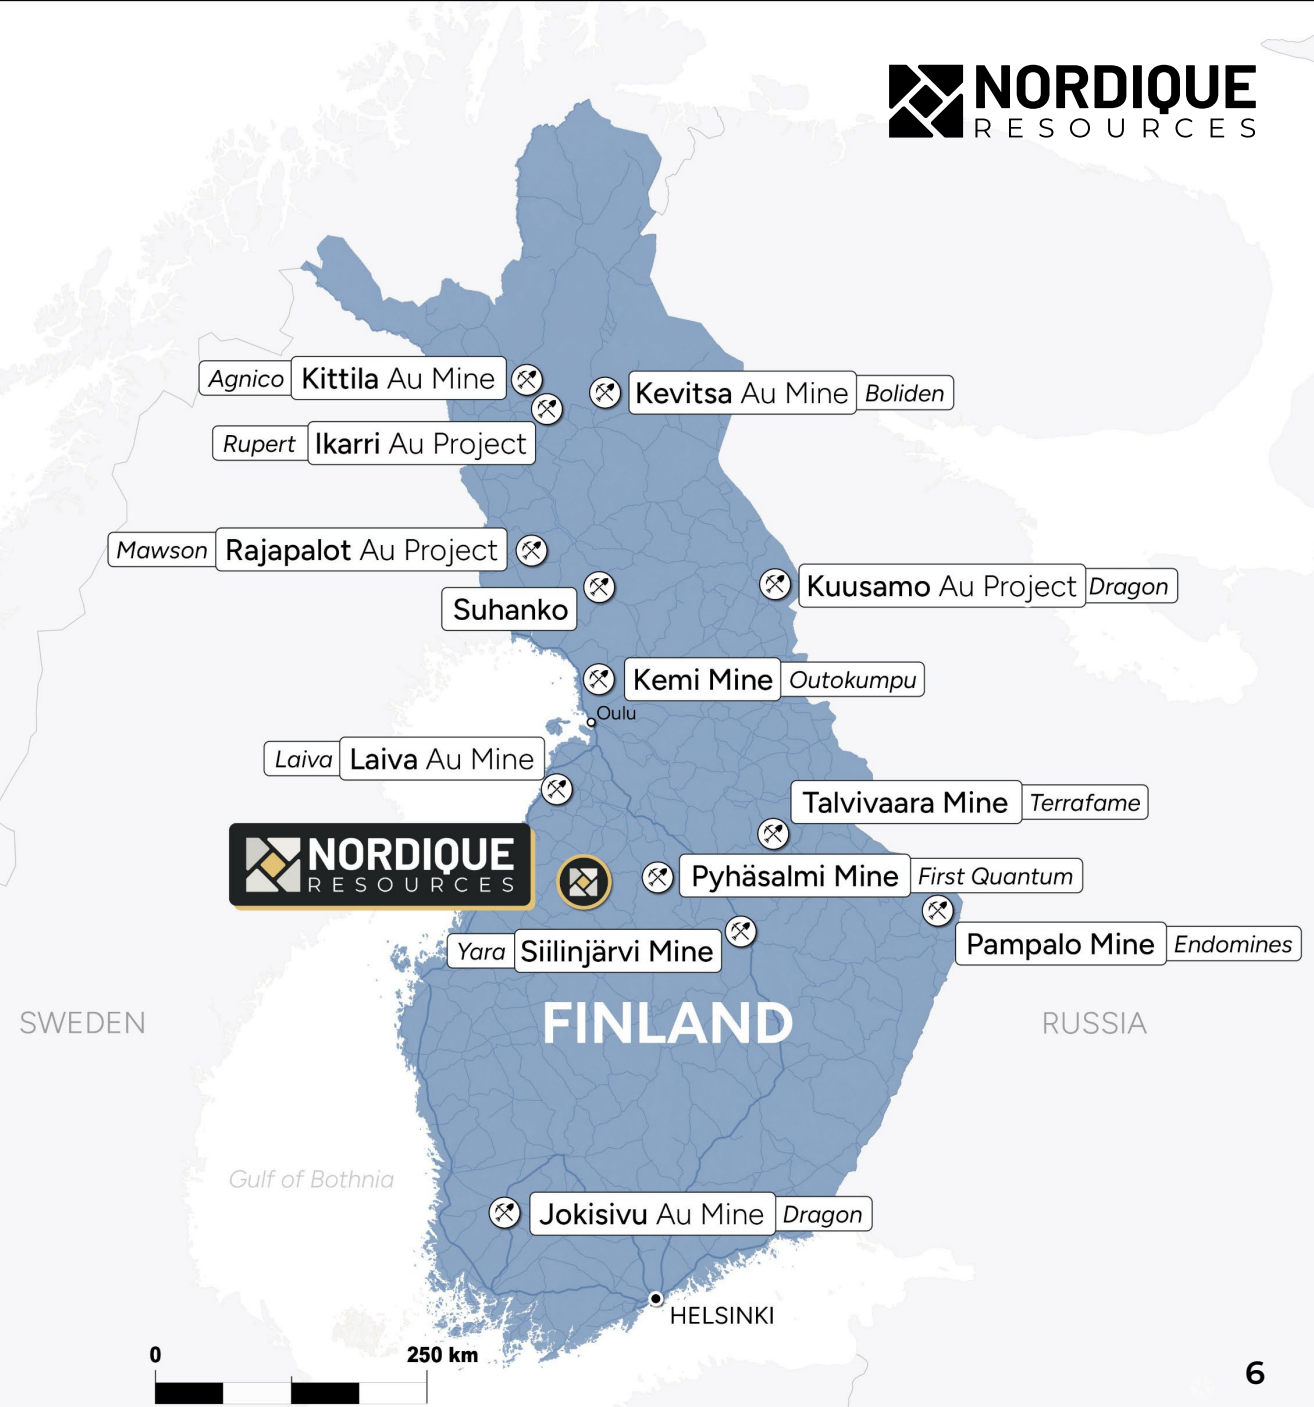 NORDIQUE
RESOURCES
Agnico Kittila Au Mine
Kevitsa Au Mine Boliden
Rupert Ikarri Au Project
Mawson Rajapalot Au Project
Kuusamo Au Project Dragon
Suhanko
Kemi Mine Outokumpu
Oulu
Laiva Laiva Au Mine
Talvivaara Mine Terrafame
NORDIQUE
RESOURCES
Pyhäsalmi Mine First Quantum
Yara Siilinjärvi Mine
Pampalo Mine Endomines
SWEDEN
FINLAND
RUSSIA
Gulf of Bothnia
Jokisivu Au Mine Dragon
HELSINKI
0 250 km
6